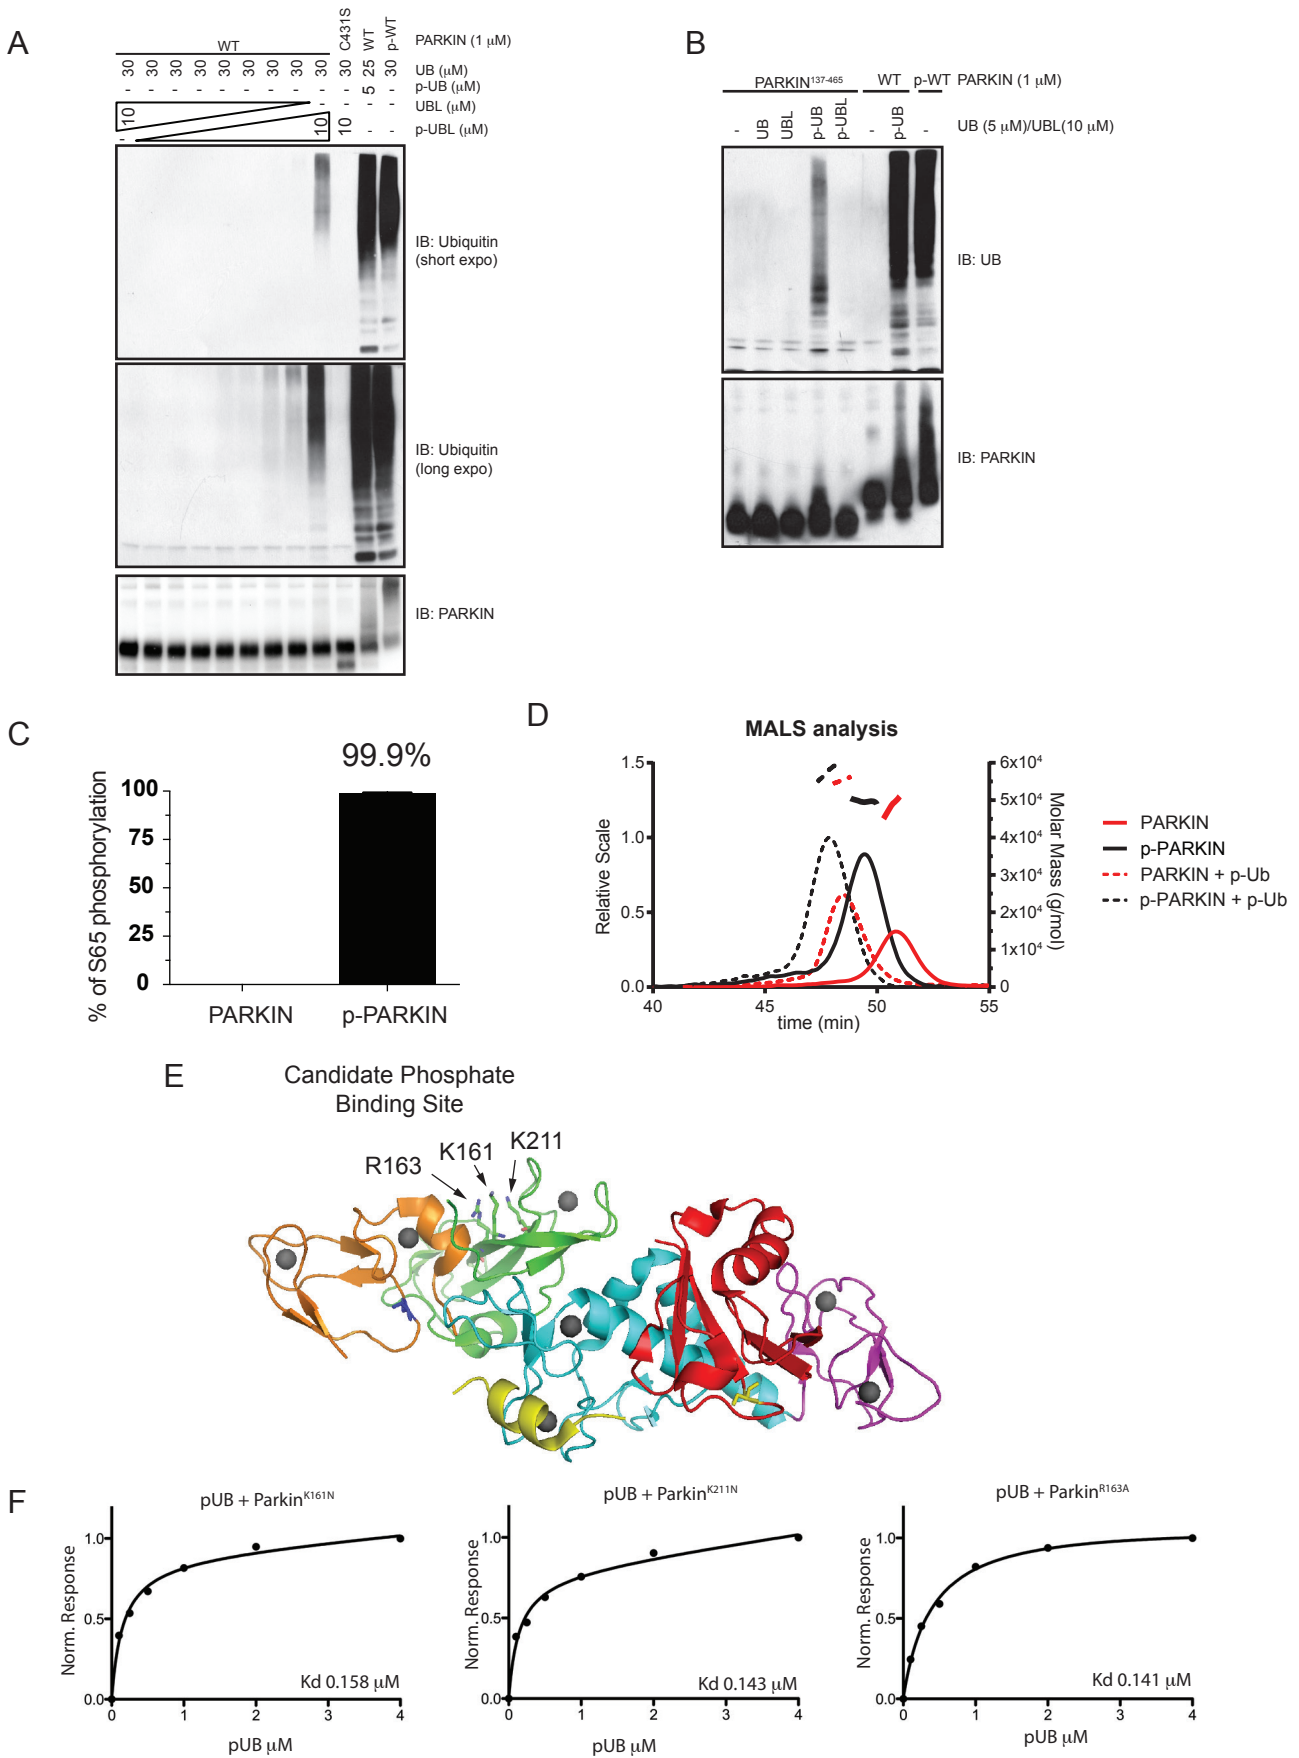 A
WT
C431S
WT
p-WT
PARKIN (1 μM)
30 30 30 30 30 30 30 30 30 30 25 30
UB (μM)
- - - - - - - - - - 5 -
p-UB (μM)
10 - - - -
UBL (μM)
- 10 10 - -
p-UBL (μM)
IB: Ubiquitin
(short expo)
IB: Ubiquitin
(long expo)
IB: PARKIN
B
PARKIN137-465
WT
p-WT
PARKIN (1 μM)
- UB UBL p-UB p-UBL - p-UB -
UB (5 μM)/UBL(10 μM)
IB: UB
IB: PARKIN
C
99.9%
% of S65 phosphorylation
100
75
50
25
0
PARKIN
p-PARKIN
D
MALS analysis
Relative Scale
1.5
1.0
0.5
0.0
40
45
50
55
time (min)
6x10⁴
5x10⁴
4x10⁴
3x10⁴
2x10⁴
1x10⁴
0
Molar Mass (g/mol)
PARKIN
p-PARKIN
PARKIN + p-Ub
p-PARKIN + p-Ub
E
Candidate Phosphate
Binding Site
R163
K161
K211
F
pUB + ParkinK161N
Norm. Response
1.0
0.5
0.0
0 1 2 3 4
Kd 0.158 μM
pUB μM
pUB + ParkinK211N
Norm. Response
1.0
0.5
0.0
0 1 2 3 4
Kd 0.143 μM
pUB μM
pUB + ParkinR163A
Norm. Response
1.0
0.5
0.0
0 1 2 3 4
Kd 0.141 μM
pUB μM